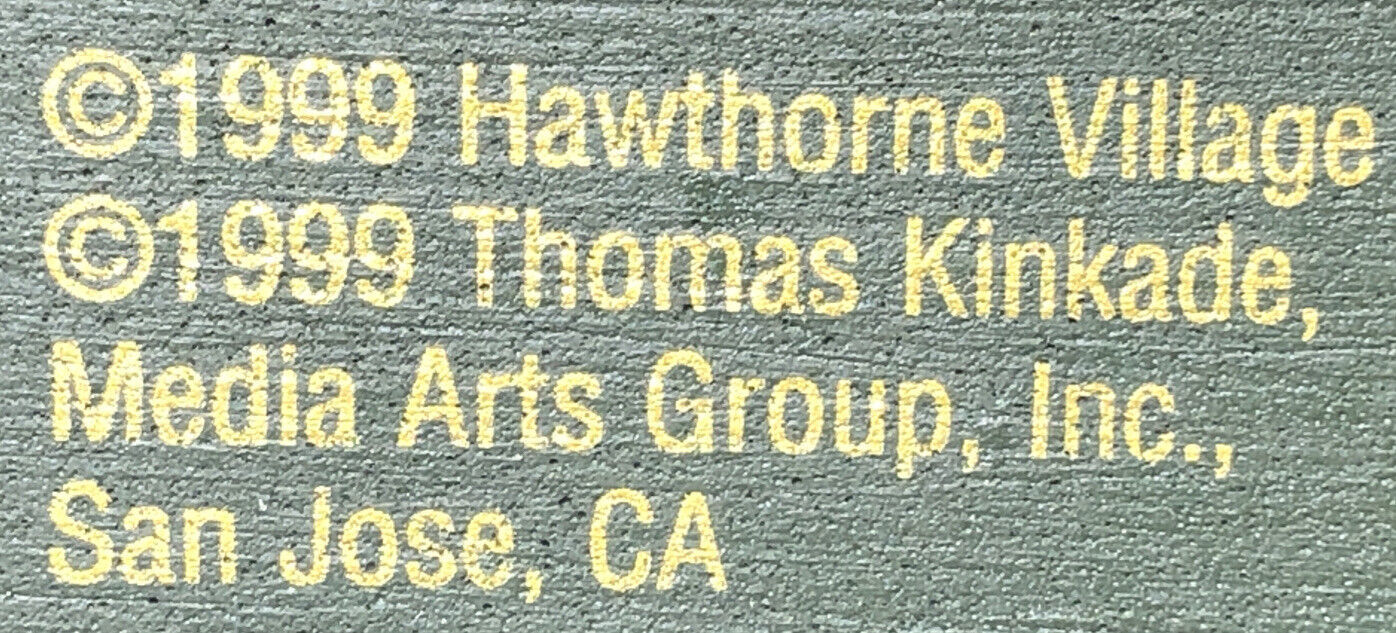 ©1999 Hawthorne Village
©1999 Thomas Kinkade,
Media Arts Group, Inc.,
San Jose, CA